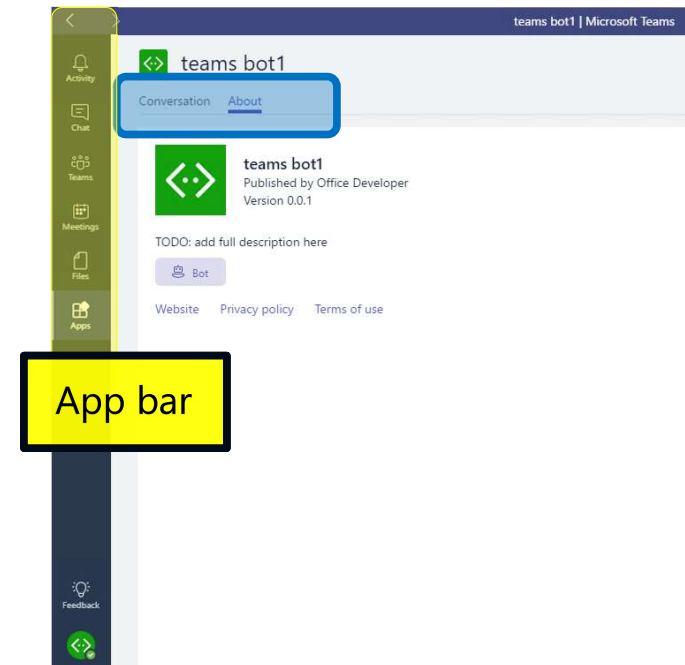 teams bot1 | Microsoft Teams
Activity
Chat
Teams
Meetings
Files
Apps
teams bot1
Conversation About
teams bot1
Published by Office Developer
Version 0.0.1
TODO: add full description here
Bot
Website Privacy policy Terms of use
App bar
Feedback